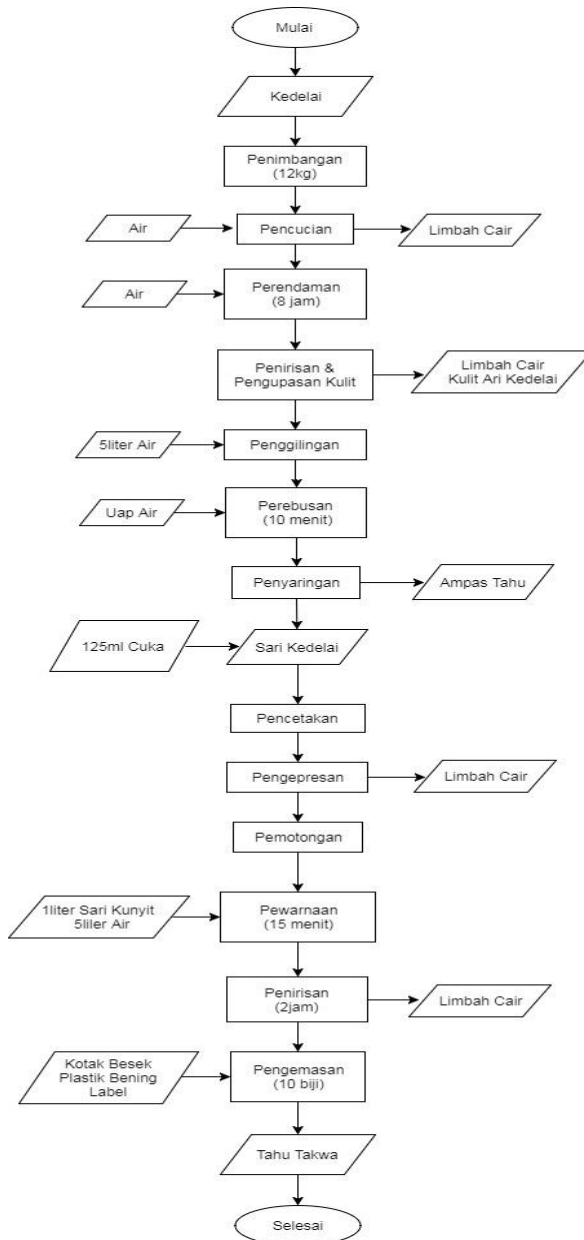 Mulai
Kedelai
Penimbangan
(12kg)
Air
Pencucian
Limbah Cair
Air
Perendaman
(8 jam)
Penirisan &
Pengupasan Kulit
Limbah Cair
Kulit Ari Kedelai
5liter Air
Penggilingan
Uap Air
Perebusan
(10 menit)
Penyaringan
Ampas Tahu
125ml Cuka
Sari Kedelai
Pencetakan
Pengepresan
Limbah Cair
Pemotongan
1liter Sari Kunyit
5liler Air
Pewarnaan
(15 menit)
Penirisan
(2jam)
Limbah Cair
Kotak Besek
Plastik Bening
Label
Pengemasan
(10 biji)
Tahu Takwa
Selesai